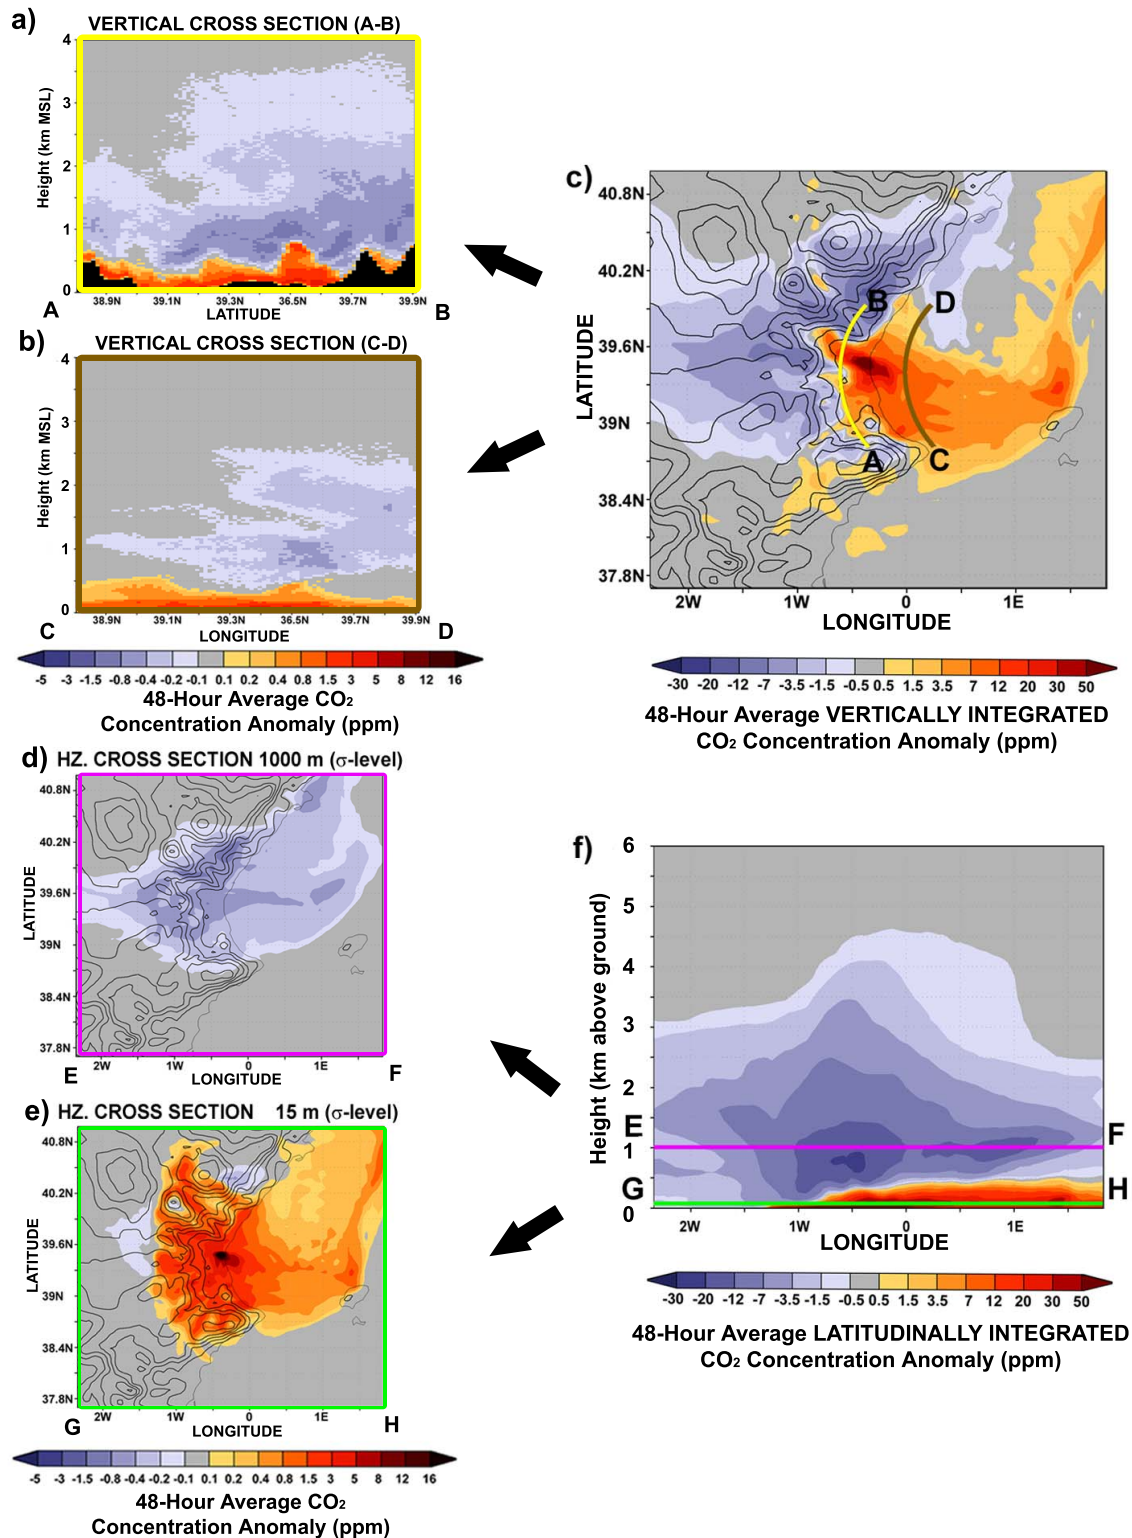 a)
VERTICAL CROSS SECTION (A-B)
4
3
2
1
0
Height (km MSL)
38.9N 39.1N 39.3N 36.5N 39.7N 39.9N
A LATITUDE B
b)
VERTICAL CROSS SECTION (C-D)
4
3
2
1
0
Height (km MSL)
38.9N 39.1N 39.3N 36.5N 39.7N 39.9N
C LONGITUDE D
-5 -3 -1.5 -0.8 -0.4 -0.2 -0.1 0.1 0.2 0.4 0.8 1.5 3 5 8 12 16
48-Hour Average CO2
Concentration Anomaly (ppm)
c)
40.8N
40.2N
39.6N
39N
38.4N
37.8N
LATITUDE
B D
A C
2W 1W 0 1E
LONGITUDE
-30 -20 -12 -7 -3.5 -1.5 -0.5 0.5 1.5 3.5 7 12 20 30 50
48-Hour Average VERTICALLY INTEGRATED
CO2 Concentration Anomaly (ppm)
d) HZ. CROSS SECTION 1000 m (σ-level)
40.8N
40.2N
39.6N
39N
38.4N
37.8N
LATITUDE
2W 1W 0 1E
E LONGITUDE F
e) HZ. CROSS SECTION 15 m (σ-level)
40.8N
40.2N
39.6N
39N
38.4N
37.8N
LATITUDE
2W 1W 0 1E
G LONGITUDE H
-5 -3 -1.5 -0.8 -0.4 -0.2 -0.1 0.1 0.2 0.4 0.8 1.5 3 5 8 12 16
48-Hour Average CO2
Concentration Anomaly (ppm)
f)
6
5
4
3
2
1
0
Height (km above ground)
E F
G H
2W 1W 0 1E
LONGITUDE
-30 -20 -12 -7 -3.5 -1.5 -0.5 0.5 1.5 3.5 7 12 20 30 50
48-Hour Average LATITUDINALLY INTEGRATED
CO2 Concentration Anomaly (ppm)